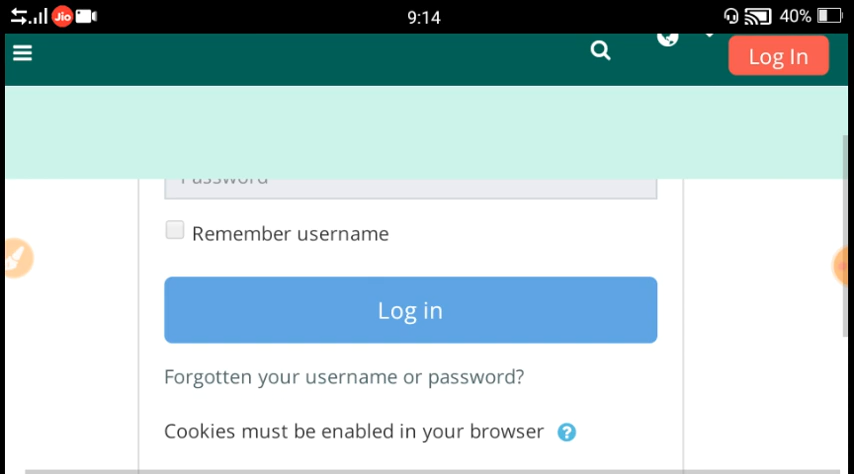 Jio 9:14 40%
Log In
Password
Remember username
Log in
Forgotten your username or password?
Cookies must be enabled in your browser ?